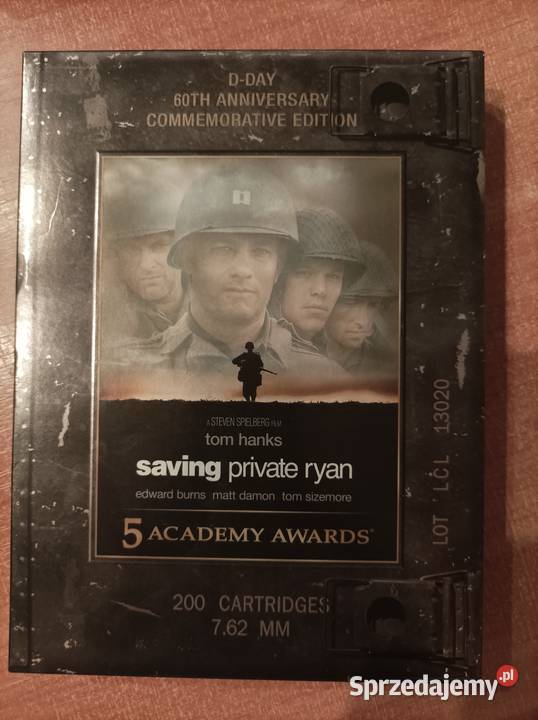 D-DAY
60TH ANNIVERSARY
COMMEMORATIVE EDITION
A STEVEN SPIELBERG FILM
tom hanks
saving private ryan
edward burns matt damon tom sizemore
5 ACADEMY AWARDS®
LOT LCL 13020
200 CARTRIDGES
7.62 MM
Sprzedajemy.pl